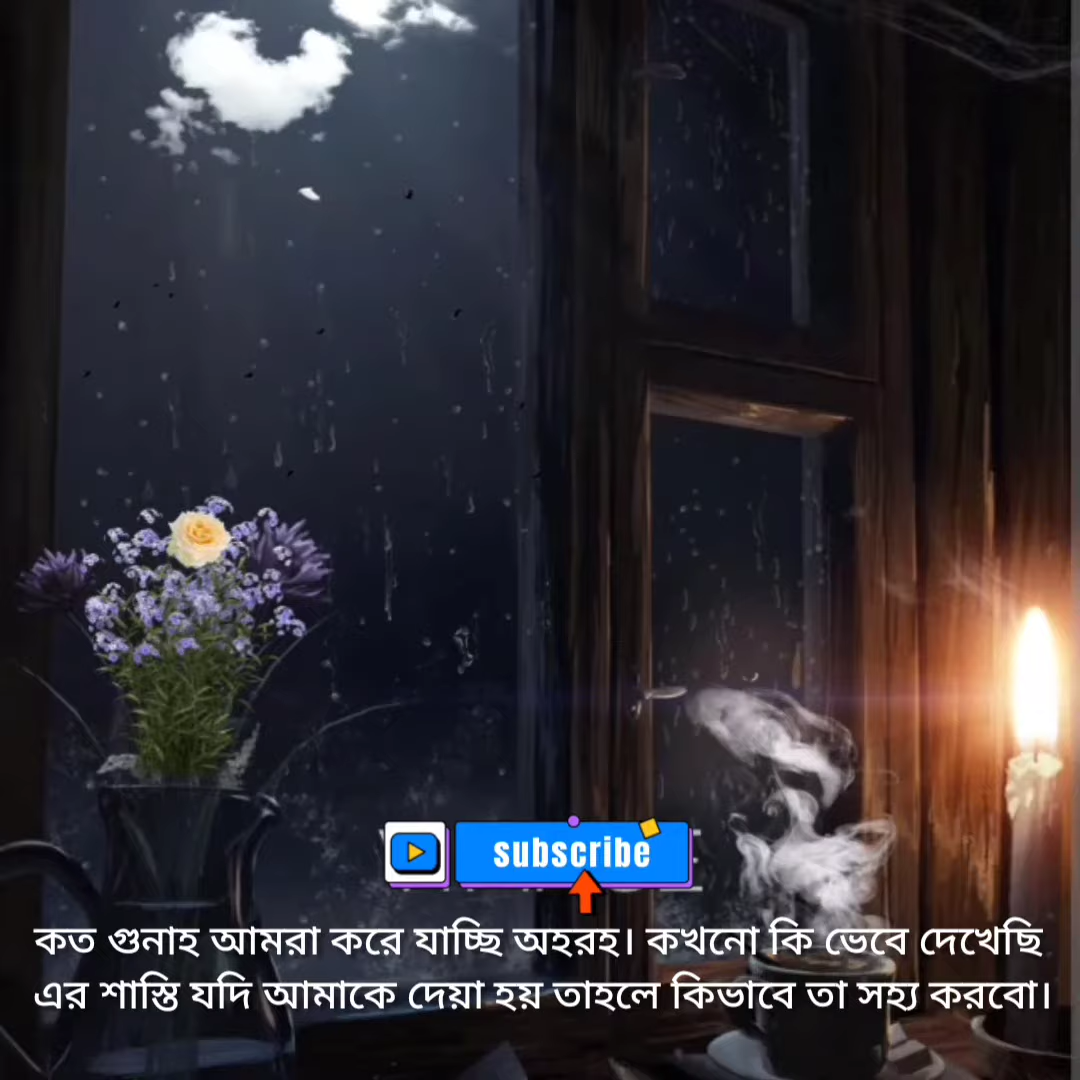 subscribe
কত গুনাহ আমরা করে যাচ্ছি অহরহ। কখনো কি ভেবে দেখেছি
এর শাস্তি যদি আমাকে দেয়া হয় তাহলে কিভাবে তা সহ্য করবো।